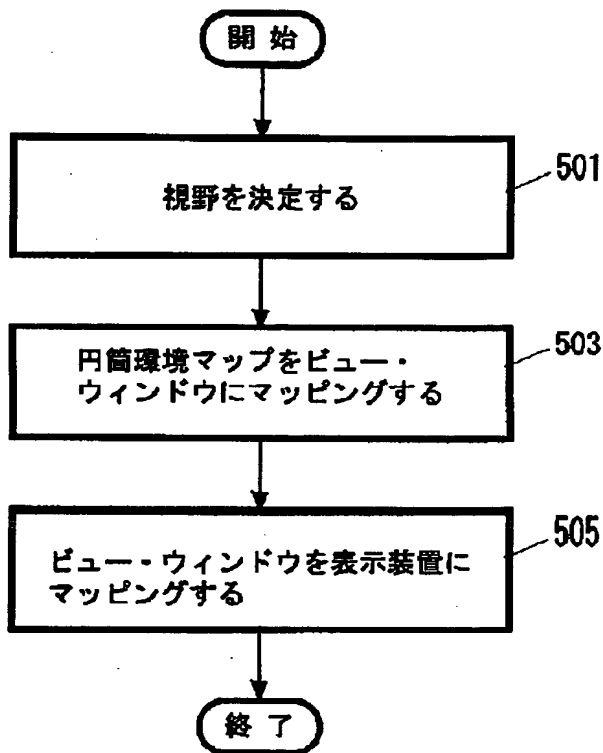 開始
視野を決定する
501
円筒環境マップをビュー・
ウィンドウにマッピングする
503
ビュー・ウィンドウを表示装置に
マッピングする
505
終了